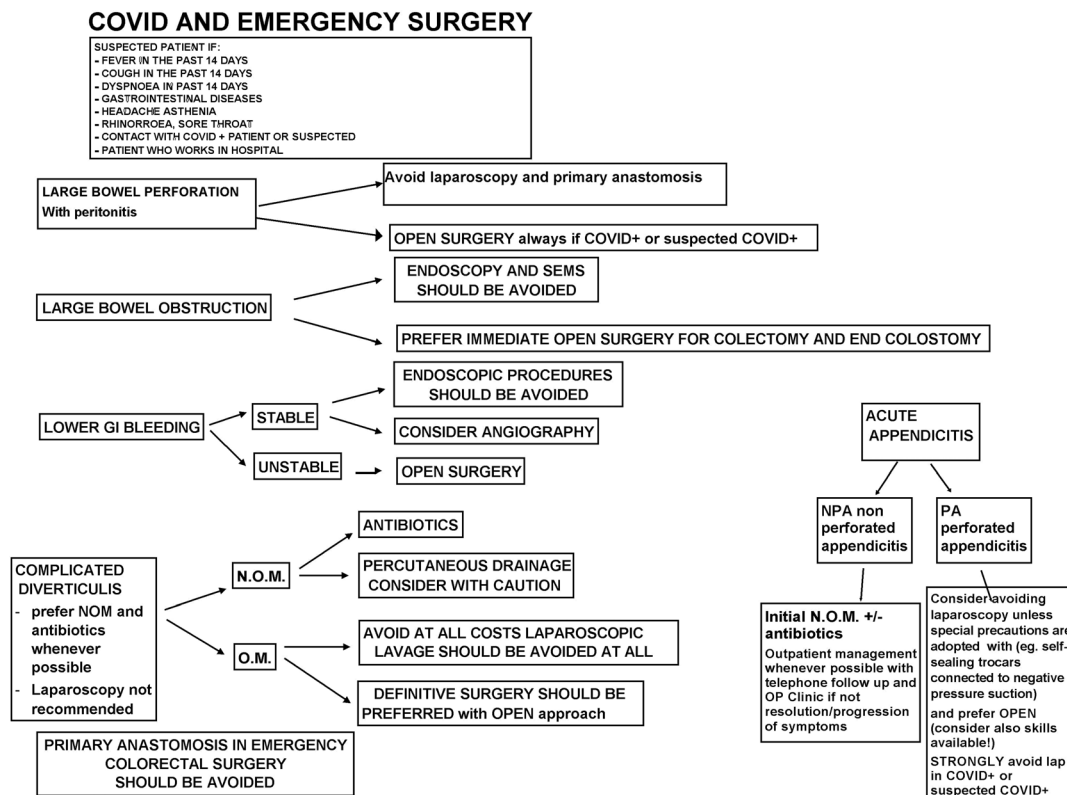 COVID AND EMERGENCY SURGERY
SUSPECTED PATIENT IF:
- FEVER IN THE PAST 14 DAYS
- COUGH IN THE PAST 14 DAYS
- DYSPNOEA IN PAST 14 DAYS
- GASTROINTESTINAL DISEASES
- HEADACHE ASTHENIA
- RHINORROEA, SORE THROAT
- CONTACT WITH COVID + PATIENT OR SUSPECTED
- PATIENT WHO WORKS IN HOSPITAL
LARGE BOWEL PERFORATION
With peritonitis
Avoid laparoscopy and primary anastomosis
OPEN SURGERY always if COVID+ or suspected COVID+
LARGE BOWEL OBSTRUCTION
ENDOSCOPY AND SEMS
SHOULD BE AVOIDED
PREFER IMMEDIATE OPEN SURGERY FOR COLECTOMY AND END COLOSTOMY
LOWER GI BLEEDING
STABLE
ENDOSCOPIC PROCEDURES
SHOULD BE AVOIDED
CONSIDER ANGIOGRAPHY
UNSTABLE
OPEN SURGERY
COMPLICATED
DIVERTICULIS
- prefer NOM and
antibiotics
whenever
possible
- Laparoscopy not
recommended
N.O.M.
ANTIBIOTICS
PERCUTANEOUS DRAINAGE
CONSIDER WITH CAUTION
O.M.
AVOID AT ALL COSTS LAPAROSCOPIC
LAVAGE SHOULD BE AVOIDED AT ALL
DEFINITIVE SURGERY SHOULD BE
PREFERRED with OPEN approach
PRIMARY ANASTOMOSIS IN EMERGENCY
COLORECTAL SURGERY
SHOULD BE AVOIDED
ACUTE
APPENDICITIS
NPA non
perforated
appendicitis
PA
perforated
appendicitis
Initial N.O.M. +/-
antibiotics
Outpatient management
whenever possible with
telephone follow up and
OP Clinic if not
resolution/progression
of symptoms
Consider avoiding
laparoscopy unless
special precautions are
adopted with (eg. self-
sealing trocars
connected to negative
pressure suction)
and prefer OPEN
(consider also skills
available!)
STRONGLY avoid lap
in COVID+ or
suspected COVID+